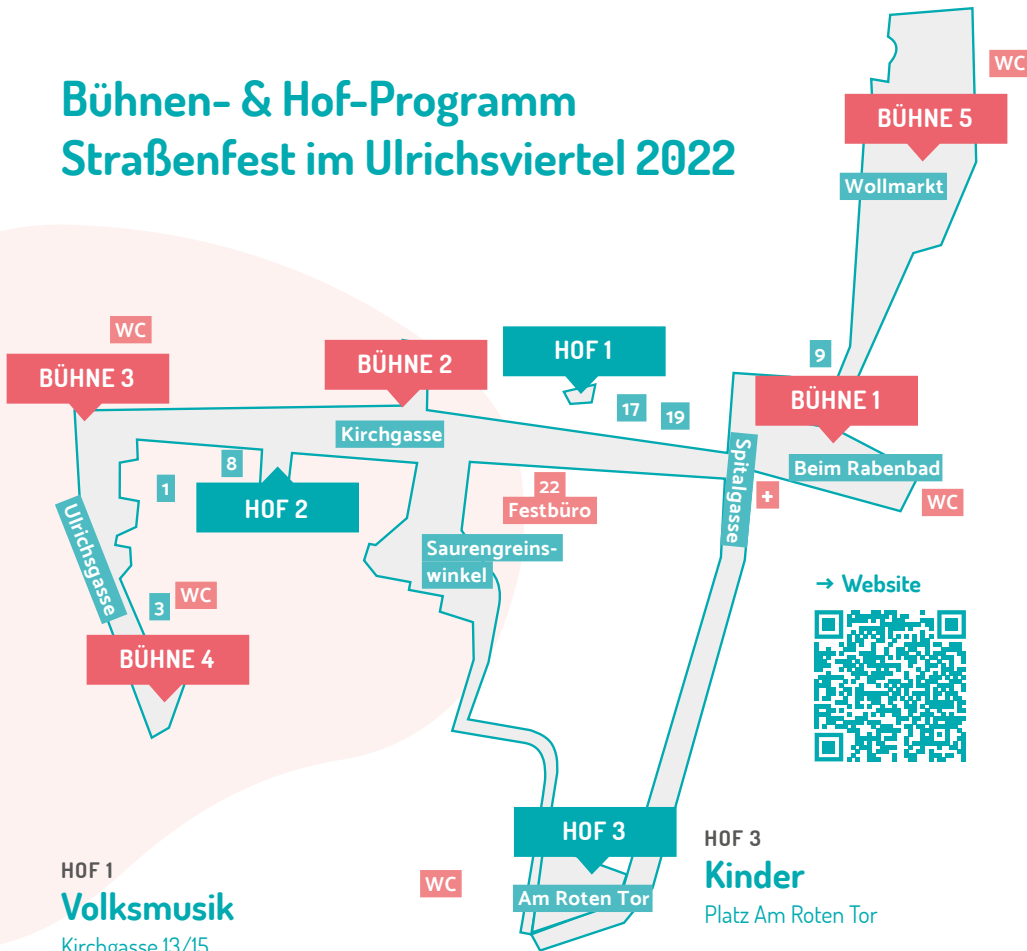 Bühnen- & Hof-Programm
Straßenfest im Ulrichsviertel 2022
WC
BÜHNE 5
Wollmarkt
WC
BÜHNE 3
BÜHNE 2
HOF 1
9
BÜHNE 1
17
19
Kirchgasse
Spitalgasse
Beim Rabenbad
8
1
HOF 2
22
Festbüro
+
WC
Ulrichsgasse
Saurengreins-
winkel
3
WC
BÜHNE 4
→ Website
HOF 3
Am Roten Tor
WC
HOF 1
Volksmusik
Kirchgasse 13/15
HOF 3
Kinder
Platz Am Roten Tor